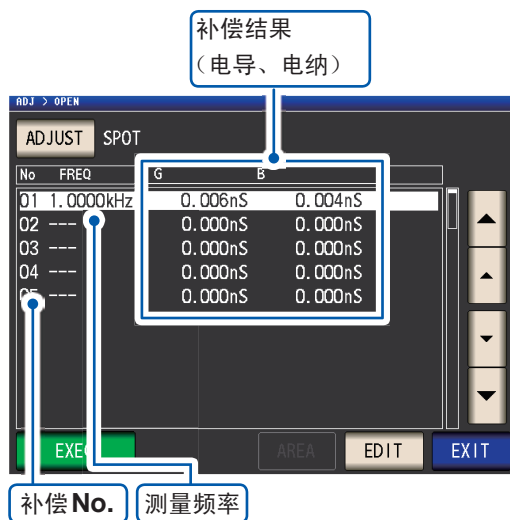 补偿结果
（电导、电纳）
ADJ > OPEN
ADJUST SPOT
No FREQ G B
01 1.0000kHz 0.006nS 0.004nS
02 --- 0.000nS 0.000nS
03 --- 0.000nS 0.000nS
04 --- 0.000nS 0.000nS
--- 0.000nS 0.000nS
AREA EDIT EXIT
补偿No. 测量频率